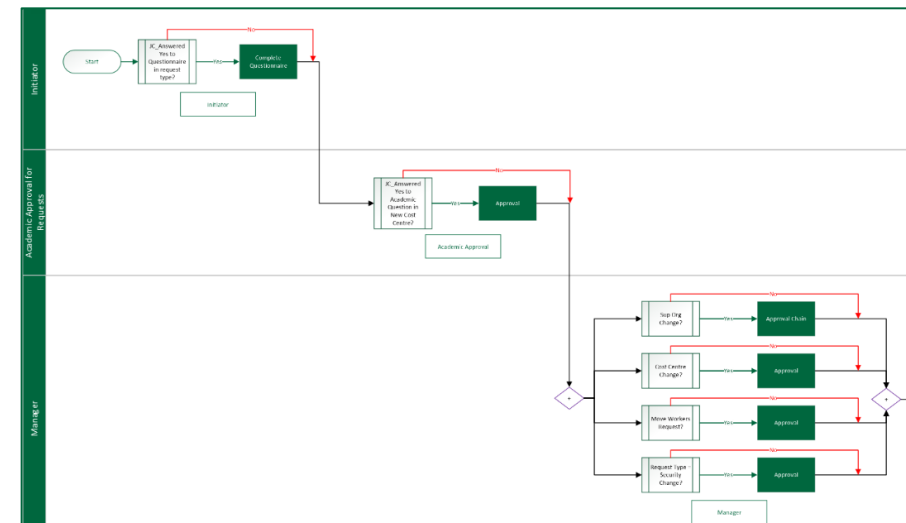 Initiator
Start
JC_Answered
Yes to
Questionnaire
in request
type?
No
Yes
Complete
Questionnaire
Initiator
Academic Approval for
Requests
JC_Answered
Yes to
Academic
Question in
New Cost
Centre?
No
Yes
Approval
Academic Approval
Manager
+
Sup Org
Change?
No
Yes
Approval Chain
Cost Centre
Change?
No
Yes
Approval
Move Workers
Request?
No
Yes
Approval
Request Type -
Security
Change?
No
Yes
Approval
+
Manager